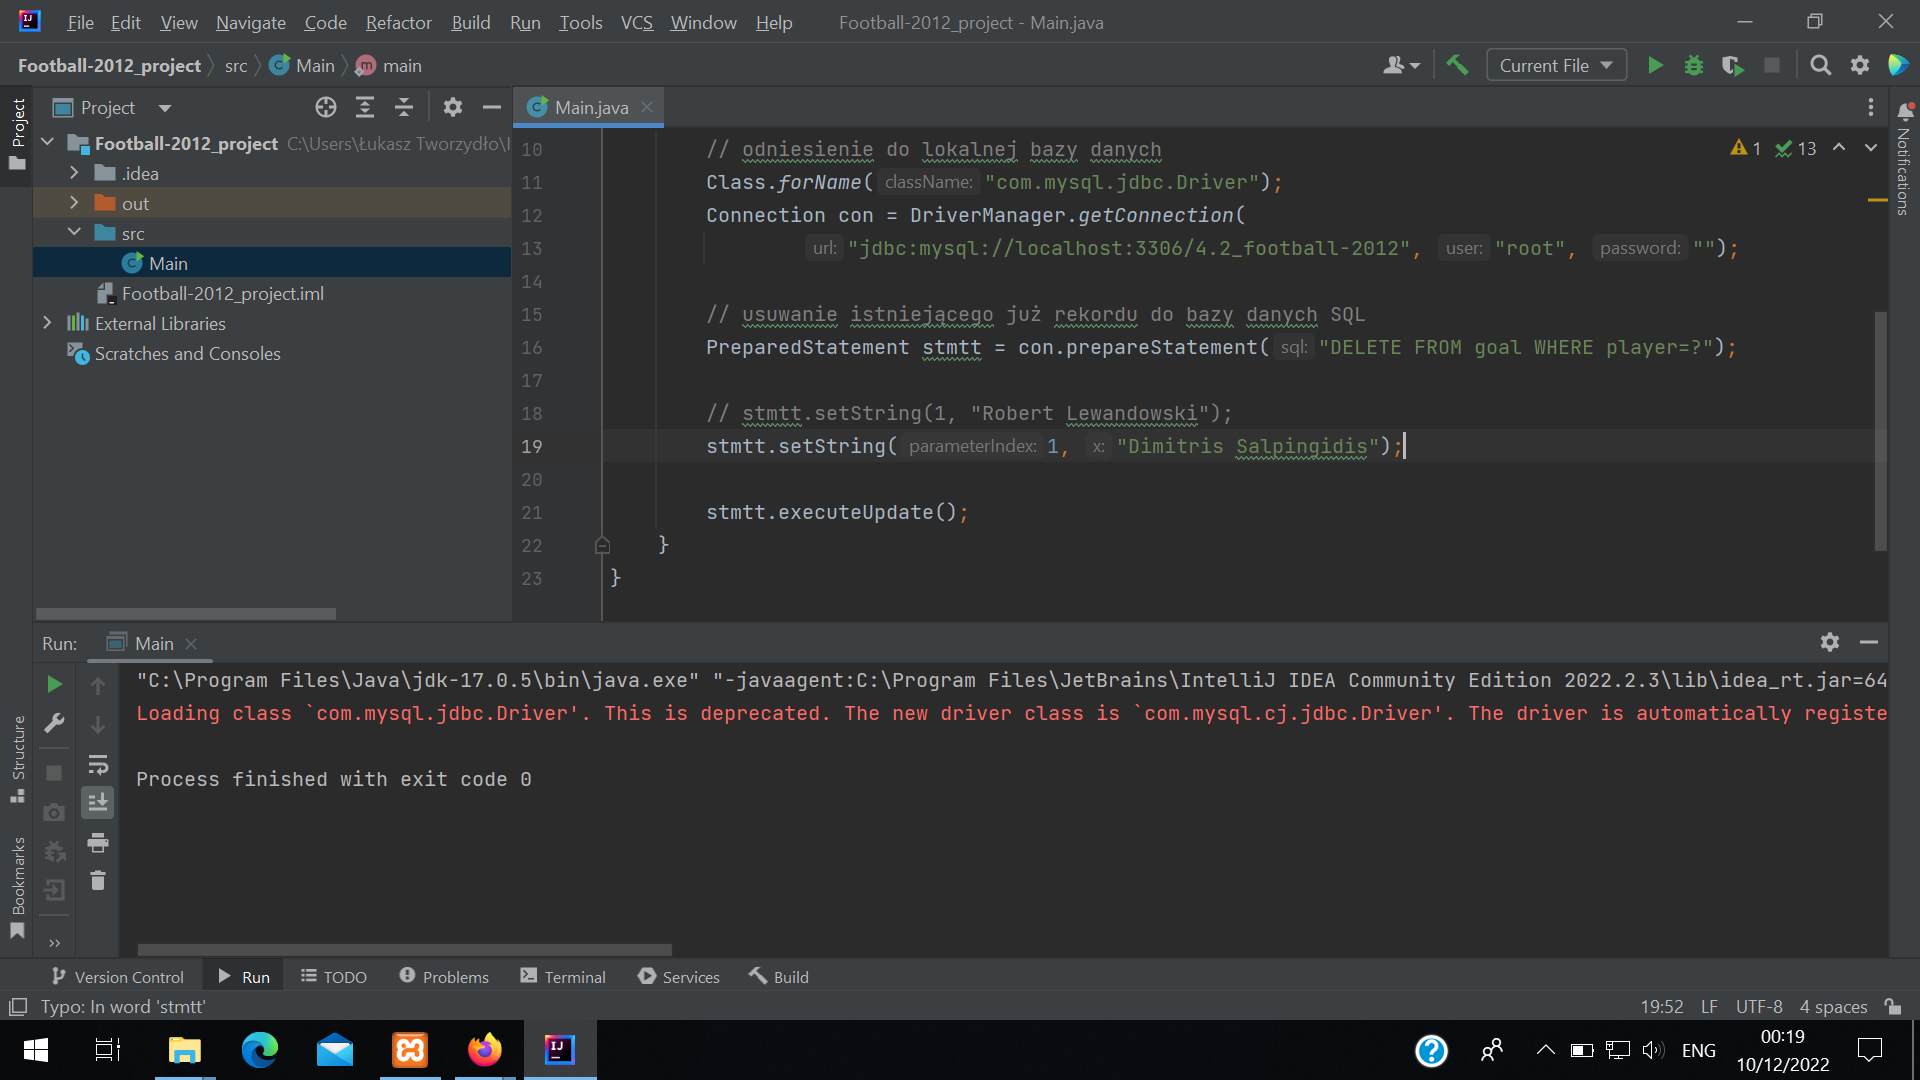 File Edit View Navigate Code Refactor Build Run Tools VCS Window Help Football-2012_project - Main.java
Football-2012_project src Main main Current File
Project Main.java
Football-2012_project C:\Users\Łukasz Tworzydło\I
.idea
out
src
Main
Football-2012_project.iml
External Libraries
Scratches and Consoles
Project
Structure
Bookmarks
Notifications
1 13
10 // odniesienie do lokalnej bazy danych
11 Class.forName( className: "com.mysql.jdbc.Driver");
12 Connection con = DriverManager.getConnection(
13 url: "jdbc:mysql://localhost:3306/4.2_football-2012", user: "root", password: "");
14
15 // usuwanie istniejącego już rekordu do bazy danych SQL
16 PreparedStatement stmtt = con.prepareStatement( sql: "DELETE FROM goal WHERE player=?");
17
18 // stmtt.setString(1, "Robert Lewandowski");
19 stmtt.setString( parameterIndex: 1, x: "Dimitris Salpingidis");
20
21 stmtt.executeUpdate();
22 }
23 }
Run: Main
"C:\Program Files\Java\jdk-17.0.5\bin\java.exe" "-javaagent:C:\Program Files\JetBrains\IntelliJ IDEA Community Edition 2022.2.3\lib\idea_rt.jar=64
Loading class `com.mysql.jdbc.Driver'. This is deprecated. The new driver class is `com.mysql.cj.jdbc.Driver'. The driver is automatically registe
Process finished with exit code 0
Version Control Run TODO Problems Terminal Services Build
Typo: In word 'stmtt' 19:52 LF UTF-8 4 spaces
ENG 00:19
10/12/2022